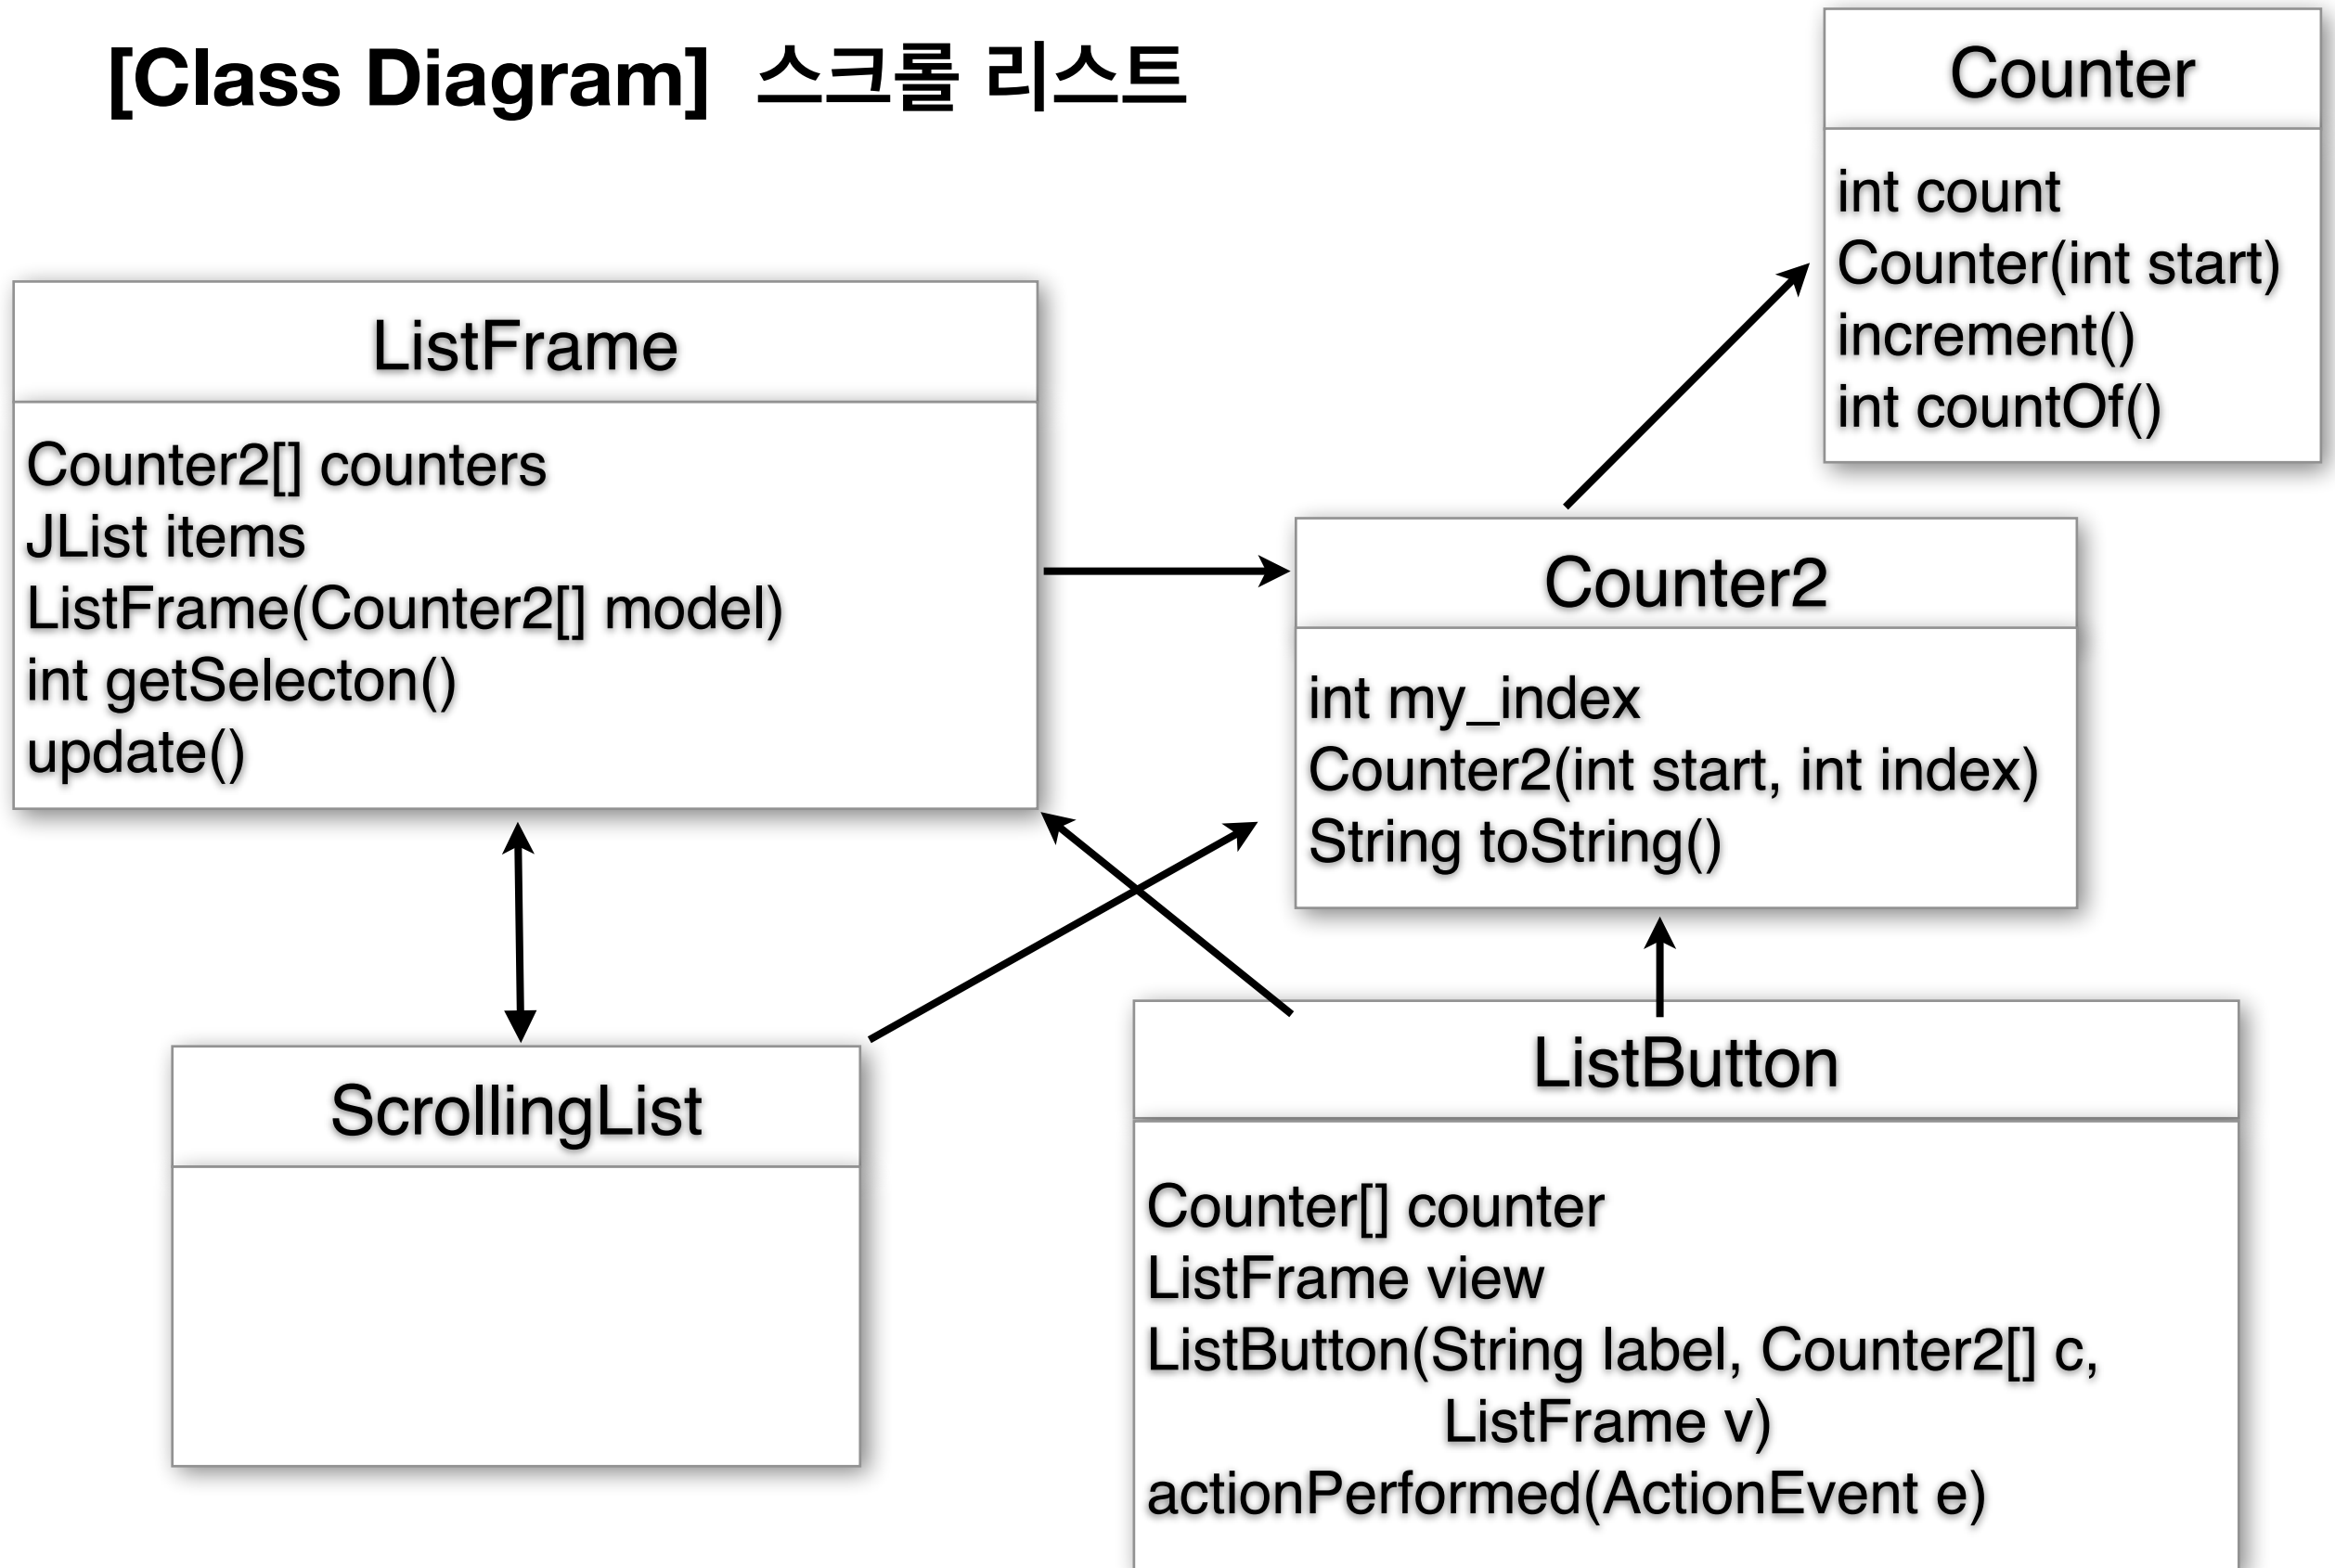 [Class Diagram] 스크롤 리스트
Counter
int count
Counter(int start)
increment()
int countOf()
ListFrame
Counter2[] counters
JList items
ListFrame(Counter2[] model)
int getSelecton()
update()
Counter2
int my_index
Counter2(int start, int index)
String toString()
ScrollingList
ListButton
Counter[] counter
ListFrame view
ListButton(String label, Counter2[] c,
ListFrame v)
actionPerformed(ActionEvent e)